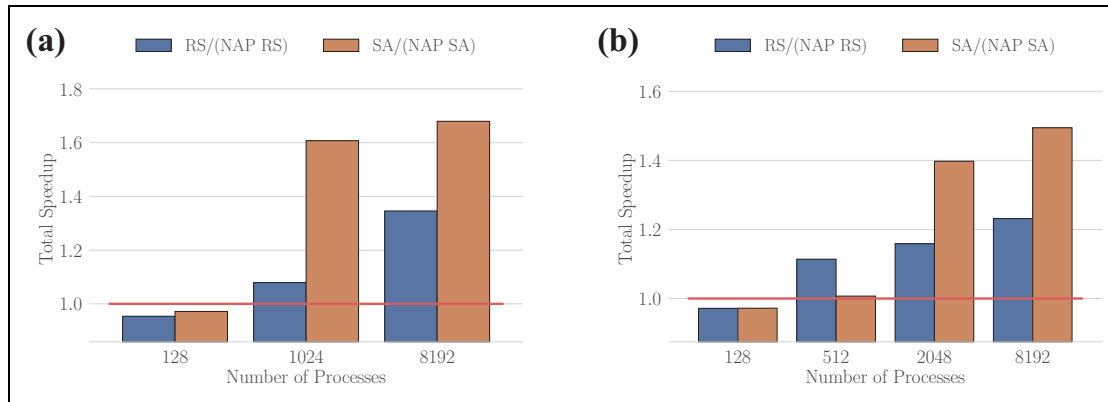 (a)
RS/(NAP RS) SA/(NAP SA)
1.8
1.6
1.4
1.2
1.0
Total Speedup
128 1024 8192
Number of Processes
(b)
RS/(NAP RS) SA/(NAP SA)
1.6
1.4
1.2
1.0
Total Speedup
128 512 2048 8192
Number of Processes